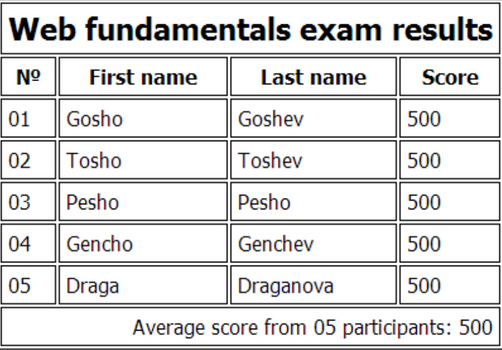 Web fundamentals exam results
Nº First name Last name Score
01 Gosho Goshev 500
02 Tosho Toshev 500
03 Pesho Pesho 500
04 Gencho Genchev 500
05 Draga Draganova 500
Average score from 05 participants: 500